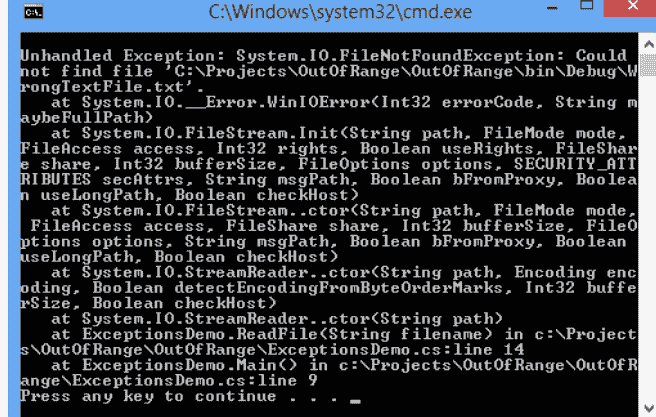 C:\Windows\system32\cmd.exe
Unhandled Exception: System.IO.FileNotFoundException: Could
not find file 'C:\Projects\OutOfRange\OutOfRange\bin\Debug\W
rongTextFile.txt'.
   at System.IO.__Error.WinIOError(Int32 errorCode, String m
aybeFullPath)
   at System.IO.FileStream.Init(String path, FileMode mode,
FileAccess access, Int32 rights, Boolean useRights, FileShar
e share, Int32 bufferSize, FileOptions options, SECURITY_ATT
RIBUTES secAttrs, String msgPath, Boolean bFromProxy, Boolea
n useLongPath, Boolean checkHost)
   at System.IO.FileStream..ctor(String path, FileMode mode,
 FileAccess access, FileShare share, Int32 bufferSize, FileO
ptions options, String msgPath, Boolean bFromProxy, Boolean
useLongPath, Boolean checkHost)
   at System.IO.StreamReader..ctor(String path, Encoding enc
oding, Boolean detectEncodingFromByteOrderMarks, Int32 buffe
rSize, Boolean checkHost)
   at System.IO.StreamReader..ctor(String path)
   at ExceptionsDemo.ReadFile(String filename) in c:\Project
s\OutOfRange\OutOfRange\ExceptionsDemo.cs:line 14
   at ExceptionsDemo.Main() in c:\Projects\OutOfRange\OutOfR
ange\ExceptionsDemo.cs:line 9
Press any key to continue . . . _